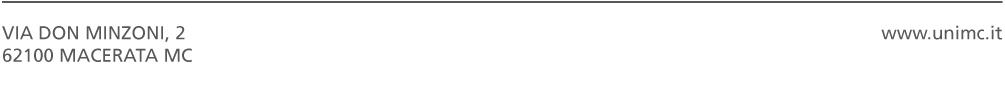 VIA DON MINZONI, 2 www.unimc.it
62100 MACERATA MC